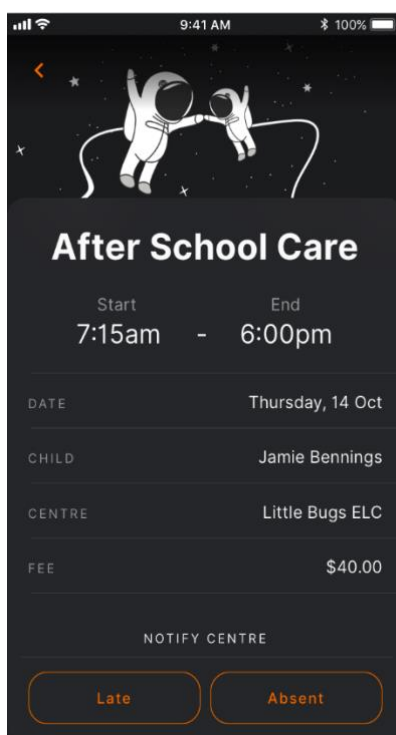 9:41 AM 100%
After School Care
Start End
7:15am - 6:00pm
DATE Thursday, 14 Oct
CHILD Jamie Bennings
CENTRE Little Bugs ELC
FEE $40.00
NOTIFY CENTRE
Late Absent